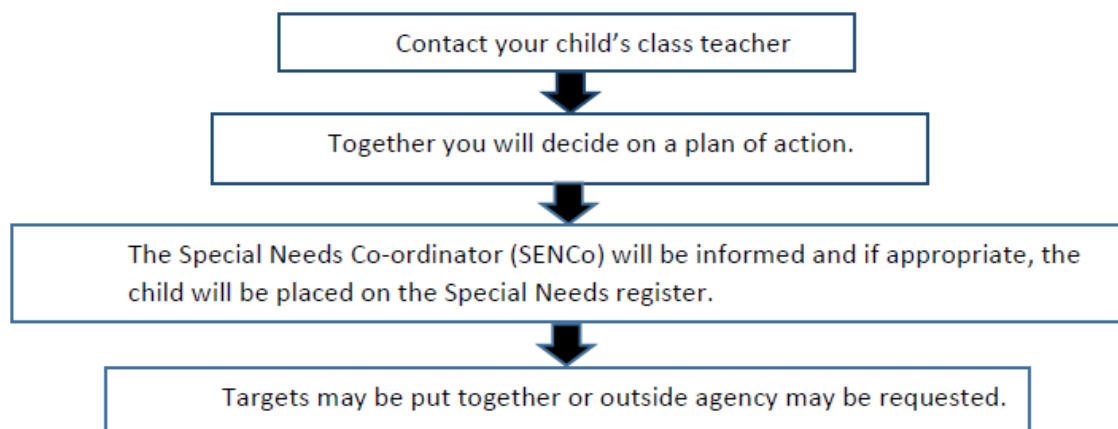 Contact your child’s class teacher
Together you will decide on a plan of action.
The Special Needs Co-ordinator (SENCo) will be informed and if appropriate, the
child will be placed on the Special Needs register.
Targets may be put together or outside agency may be requested.